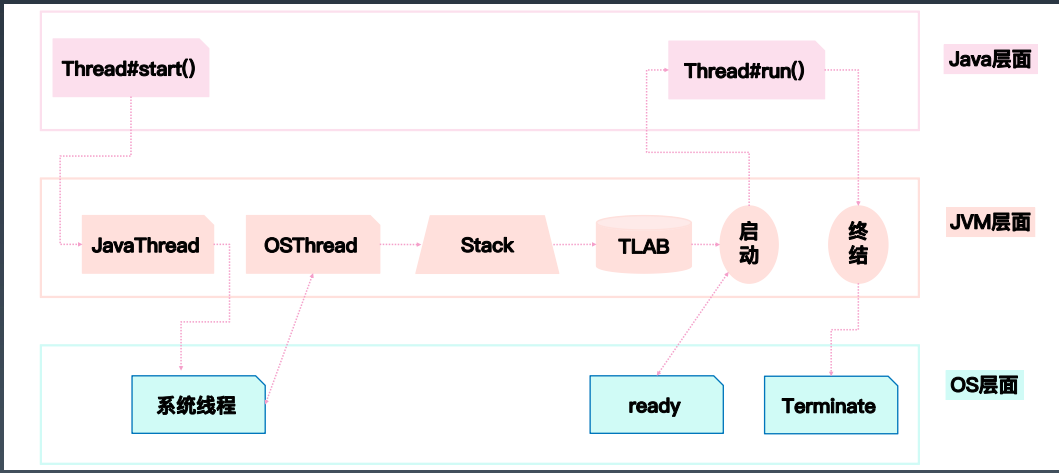 Thread#start()
Thread#run()
Java层面
JavaThread
OSThread
Stack
TLAB
启
动
终
结
JVM层面
系统线程
ready
Terminate
OS层面